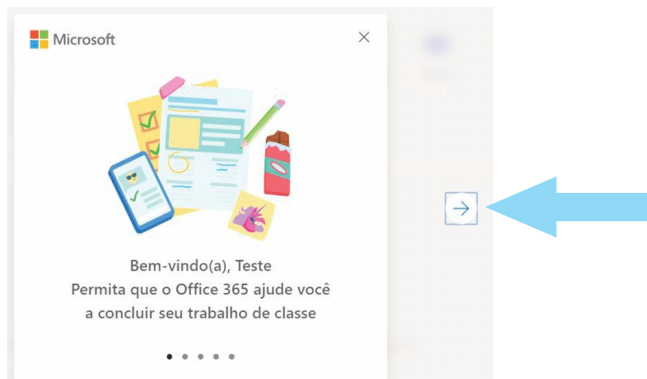 Microsoft
Bem-vindo(a), Teste
Permita que o Office 365 ajude você
a concluir seu trabalho de classe